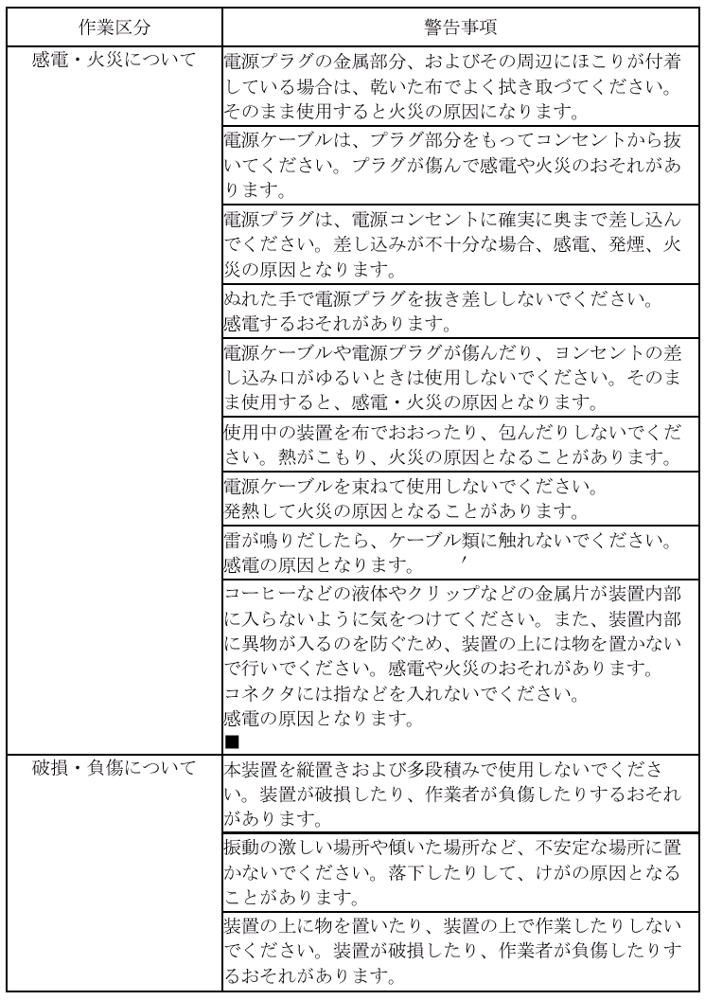 作業区分
警告事項
感電・火災について
電源プラグの金属部分、およびその周辺にほこりが付着
している場合は、乾いた布でよく拭き取づてください。
そのまま使用すると火災の原因になります。
電源ケーブルは、プラグ部分をもってコンセントから抜
いてください。プラグが傷んで感電や火災のおそれがあ
ります。
電源プラグは、電源コンセントに確実に奥まで差し込ん
でください。差し込みが不十分な場合、感電、発煙、火
災の原因となります。
ぬれた手で電源プラグを抜き差ししないでください。
感電するおそれがあります。
電源ケーブルや電源プラグが傷んだり、ヨンセントの差
し込み口がゆるいときは使用しないでください。そのま
ま使用すると、感電・火災の原因となります。
使用中の装置を布でおおったり、包んだりしないでくだ
さい。熱がこもり、火災の原因となることがあります。
電源ケーブルを束ねて使用しないでください。
発熱して火災の原因となることがあります。
雷が鳴りだしたら、ケーブル類に触れないでください。
感電の原因となります。 ′
コーヒーなどの液体やクリップなどの金属片が装置内部
に入らないように気をつけてください。また、装置内部
に異物が入るのを防ぐため、装置の上には物を置かない
で行いでください。感電や火災のおそれがあります。
コネクタには指などを入れないでください。
感電の原因となります。
■
破損・負傷について
本装置を縦置きおよび多段積みで使用しないでくださ
い。装置が破損したり、作業者が負傷したりするおそれ
があります。
振動の激しい場所や傾いた場所など、不安定な場所に置
かないでください。落下したりして、けがの原因となる
ことがあります。
装置の上に物を置いたり、装置の上で作業したりしない
でください。装置が破損したり、作業者が負傷したりす
るおそれがあります。